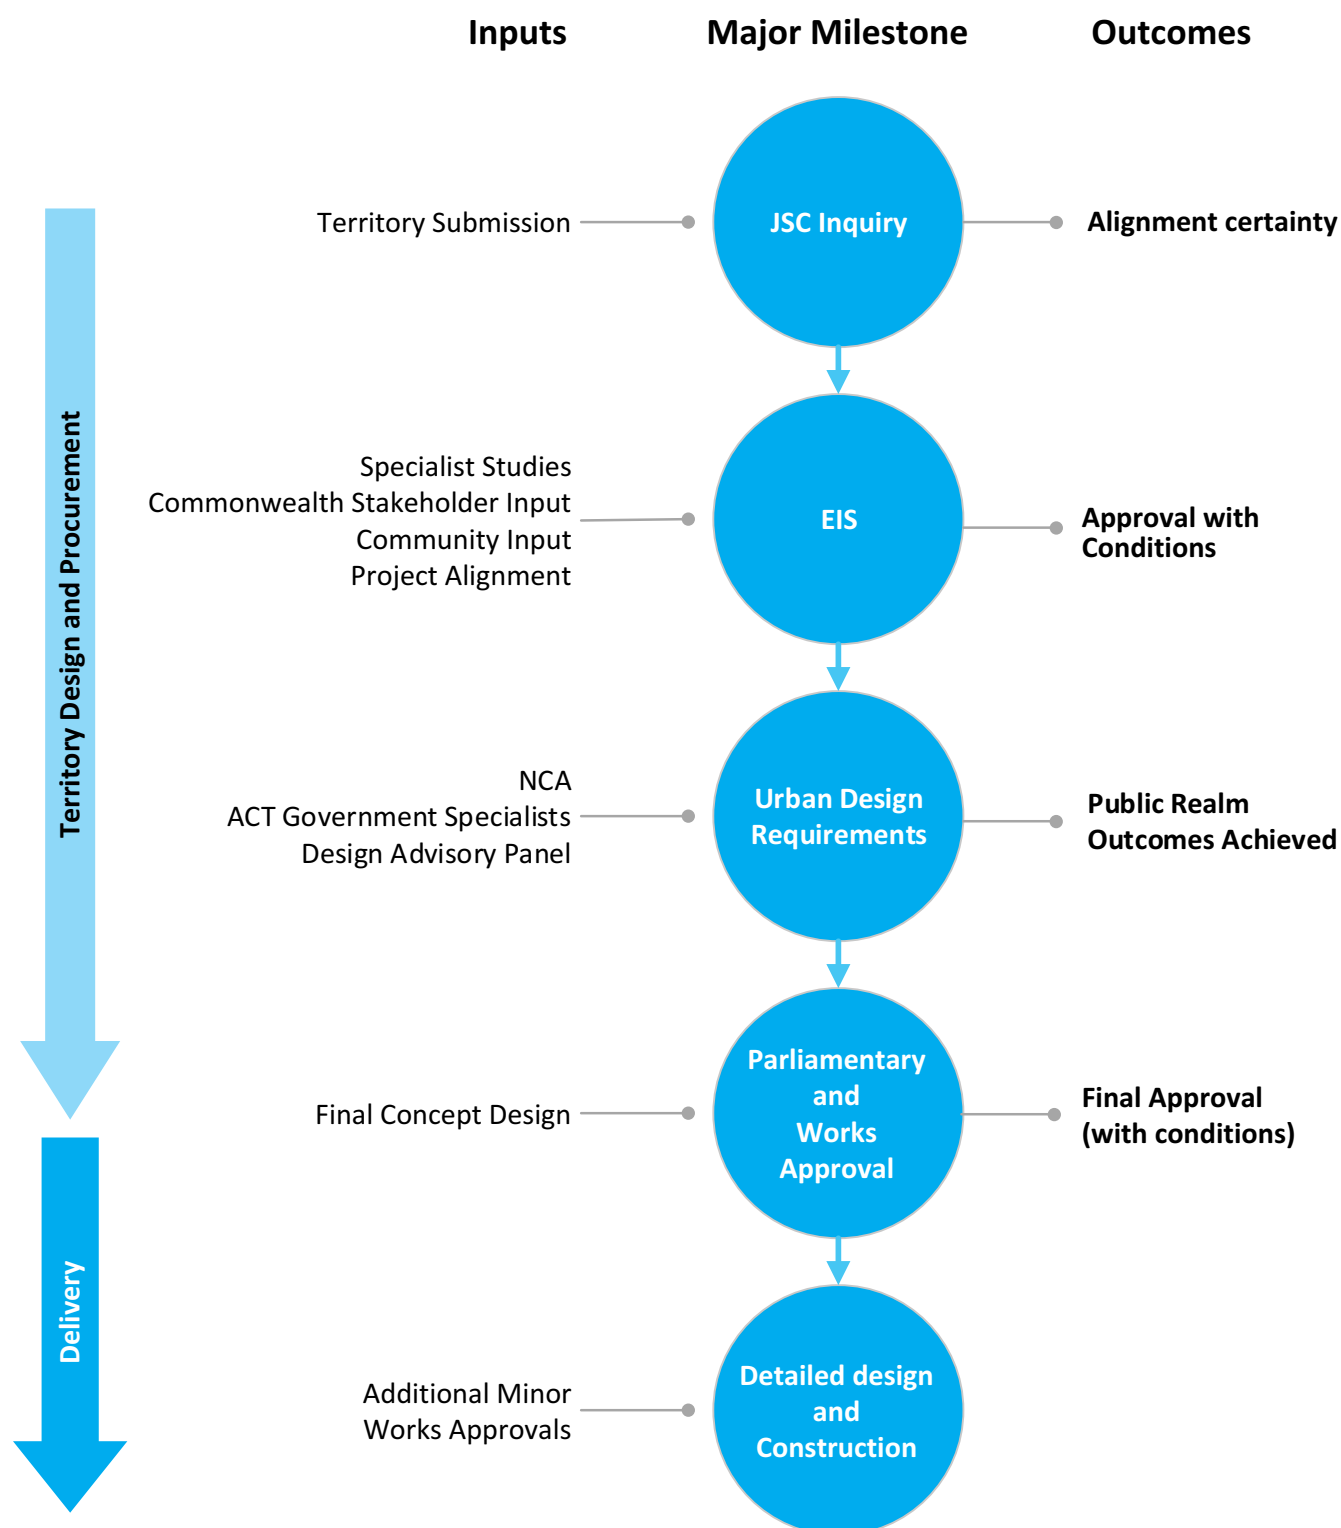 Inputs
Major Milestone
Outcomes
Territory Design and Procurement
Territory Submission
JSC Inquiry
Alignment certainty
Specialist Studies
Commonwealth Stakeholder Input
Community Input
Project Alignment
EIS
Approval with
Conditions
NCA
ACT Government Specialists
Design Advisory Panel
Urban Design
Requirements
Public Realm
Outcomes Achieved
Final Concept Design
Parliamentary
and
Works
Approval
Final Approval
(with conditions)
Delivery
Additional Minor
Works Approvals
Detailed design
and
Construction